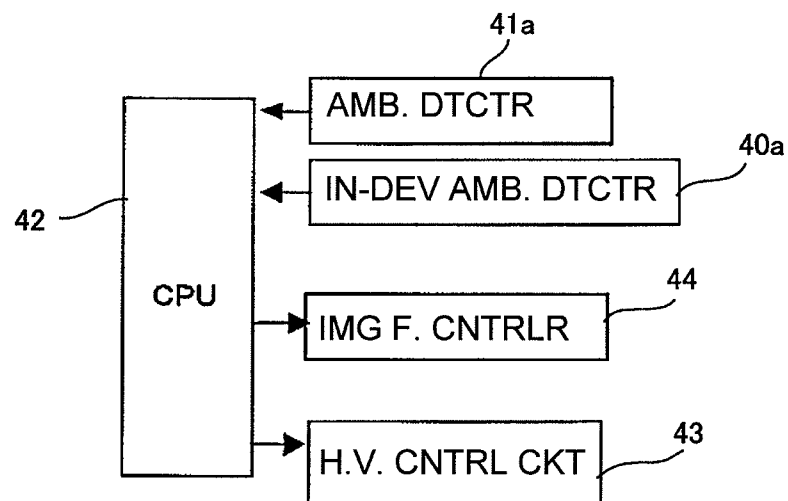 41a
AMB. DTCTR
40a
IN-DEV AMB. DTCTR
42
CPU
44
IMG F. CNTRLR
43
H.V. CNTRL CKT